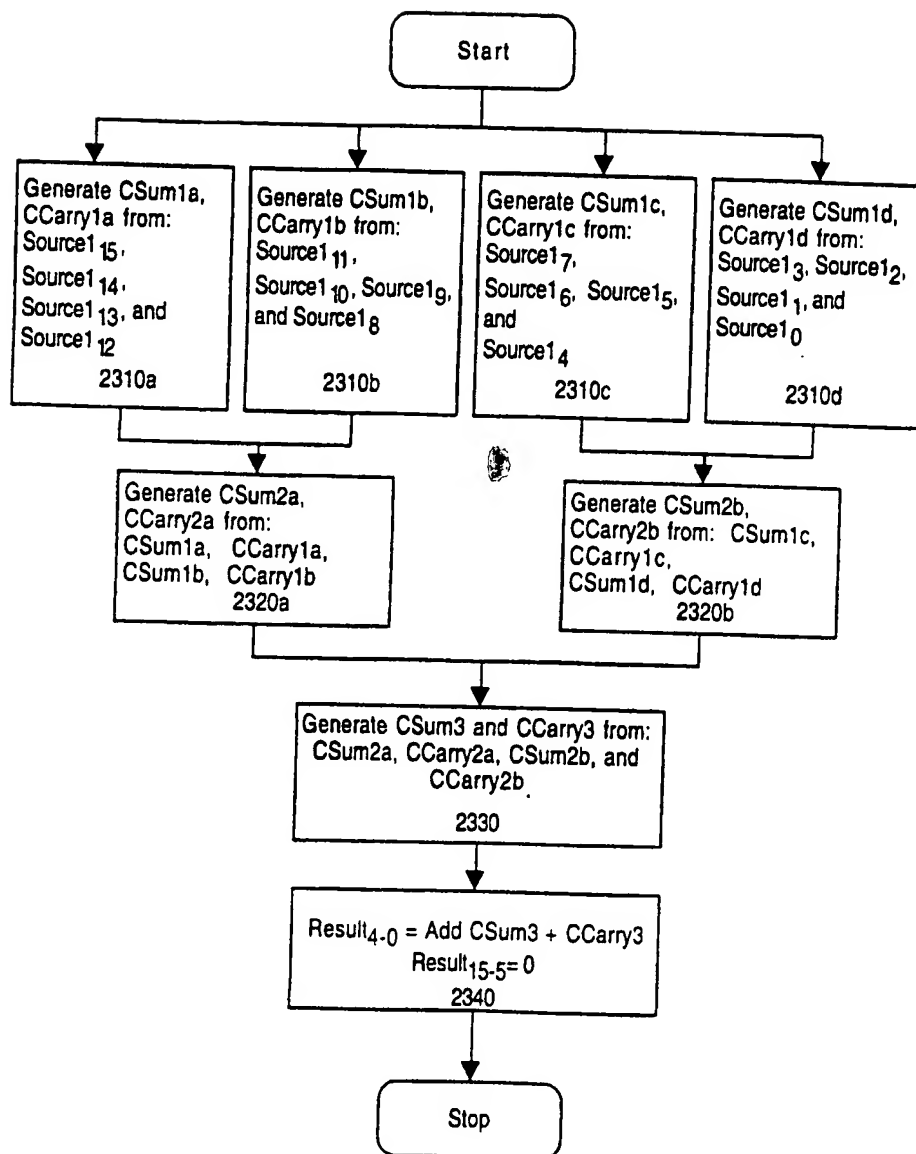 Start
Generate CSum1a,
CCarry1a from:
Source1 15,
Source1 14,
Source1 13, and
Source1 12
2310a
Generate CSum1b,
CCarry1b from:
Source1 11,
Source1 10, Source1 9,
and Source1 8
2310b
Generate CSum1c,
CCarry1c from:
Source1 7,
Source1 6, Source1 5,
and
Source1 4
2310c
Generate CSum1d,
CCarry1d from:
Source1 3, Source1 2,
Source1 1, and
Source1 0
2310d
Generate CSum2a,
CCarry2a from:
CSum1a, CCarry1a,
CSum1b, CCarry1b
2320a
Generate CSum2b,
CCarry2b from: CSum1c,
CCarry1c,
CSum1d, CCarry1d
2320b
Generate CSum3 and CCarry3 from:
CSum2a, CCarry2a, CSum2b, and
CCarry2b.
2330
Result4-0 = Add CSum3 + CCarry3
Result15-5=0
2340
Stop